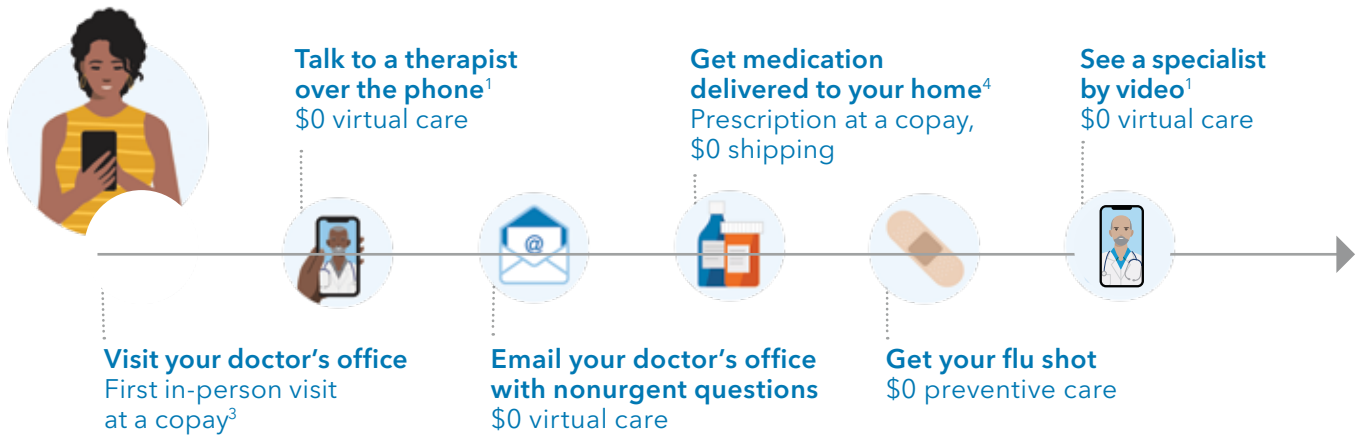 Talk to a therapist
over the phone¹
$0 virtual care
Get medication
delivered to your home⁴
Prescription at a copay,
$0 shipping
See a specialist
by video¹
$0 virtual care
@
Visit your doctor’s office
First in-person visit
at a copay³
Email your doctor’s office
with nonurgent questions
$0 virtual care
Get your flu shot
$0 preventive care